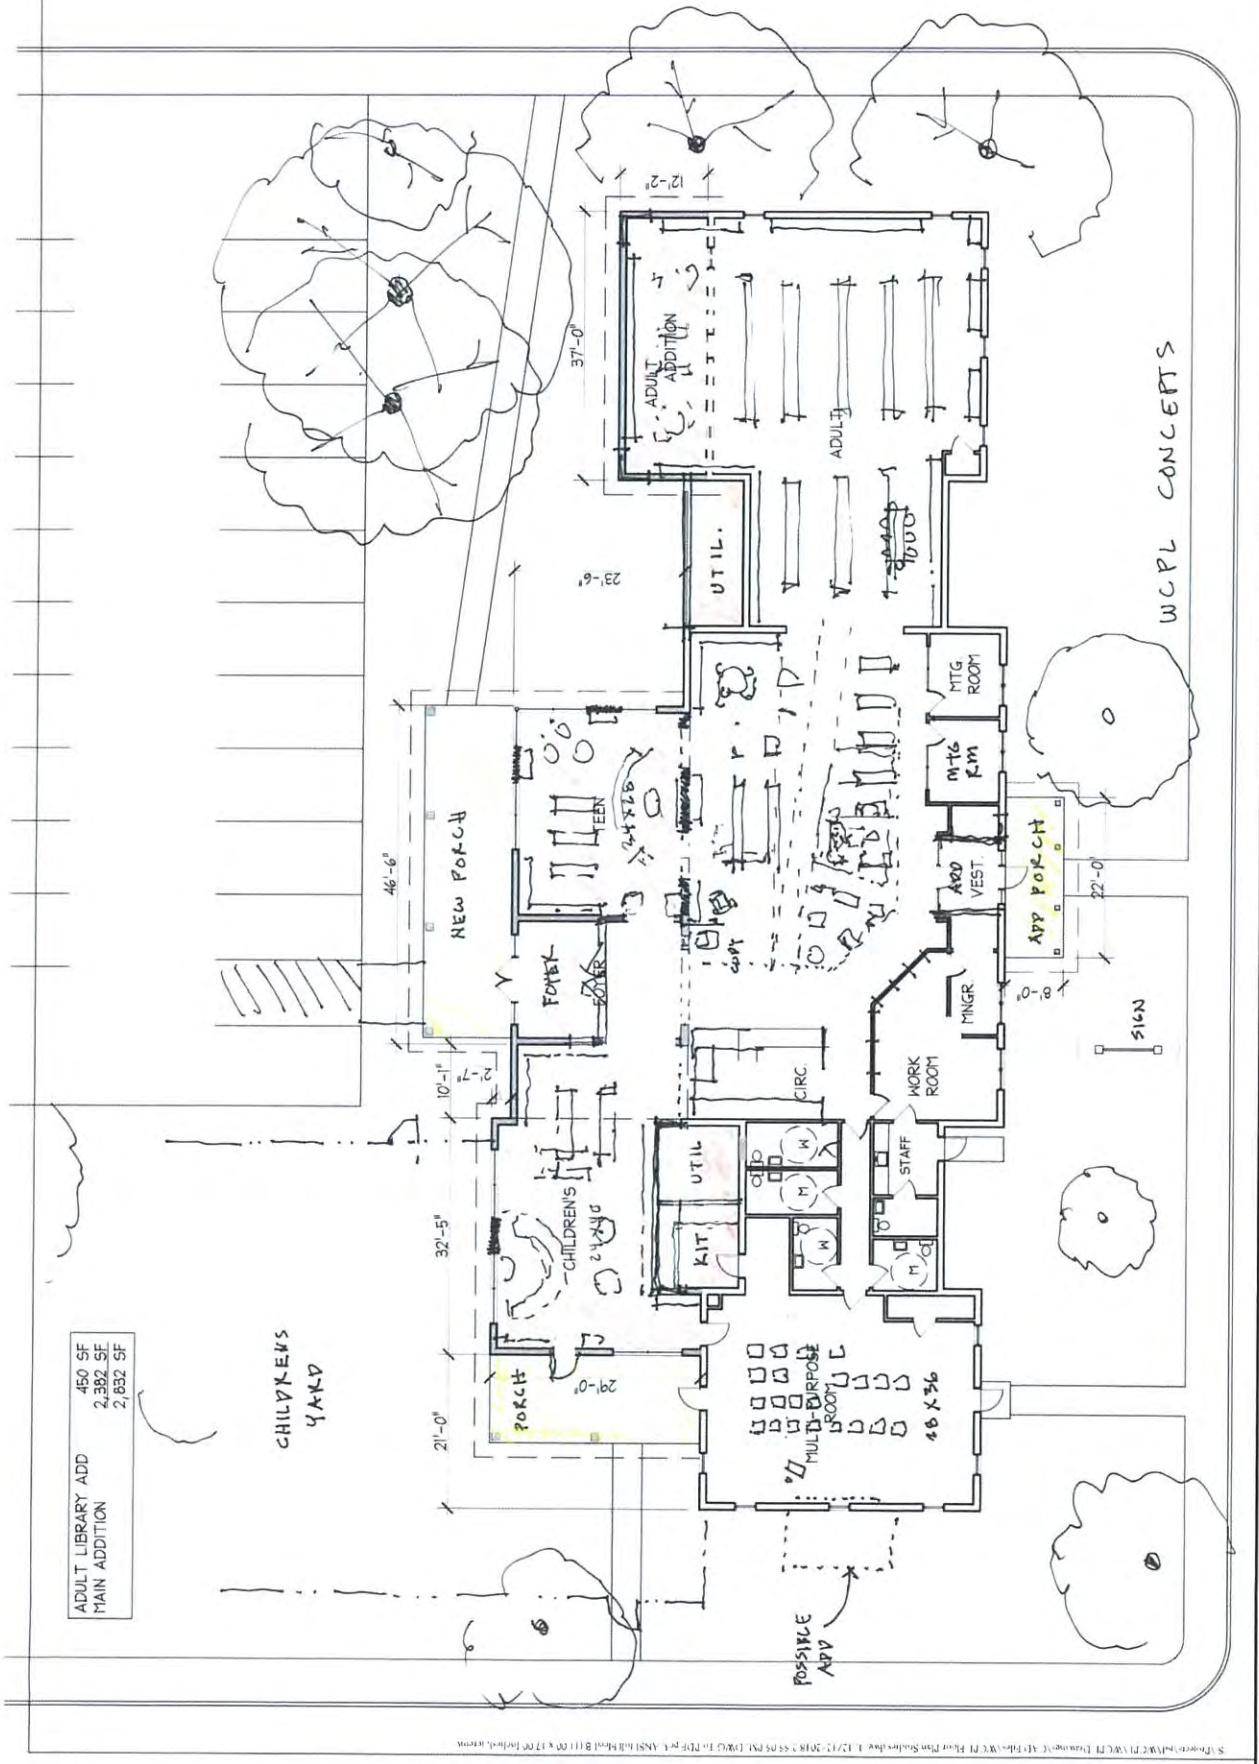 ADULT LIBRARY ADD 450 SF
MAIN ADDITION 2,382 SF
2,832 SF
CHILDRENS
YARD
21'-0"
32'-5"
10'-1"
2'-7"
46'-6"
NEW PORCH
23'-6"
37'-0"
12'-2"
PORCH
29'-0"
CHILDREN'S
24X40
FOYER
FOYER
TEEN
24X28
ADULT
ADDITION
UTIL.
KIT.
UTIL
W
M
W
M
CIRC.
COPY
ADULT
POSSIBLE
ADD
MULTI-PURPOSE
ROOM
28 X 36
STAFF
WORK
ROOM
MNGR.
ADD
VEST.
MTG
RM
MTG.
ROOM
ADD PORCH
8'-0"
22'-0"
SIGN
WCPL CONCEPTS